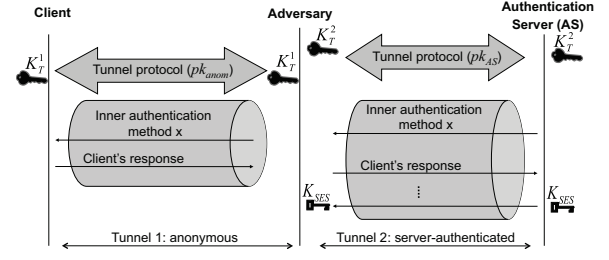 Client
Adversary
Authentication
Server (AS)
K_T^1
Tunnel protocol (pk_anom)
K_T^1
K_T^2
Tunnel protocol (pk_AS)
K_T^2
Inner authentication
method x
Client's response
Inner authentication
method x
Client's response
⋮
K_SES
K_SES
Tunnel 1: anonymous
Tunnel 2: server-authenticated